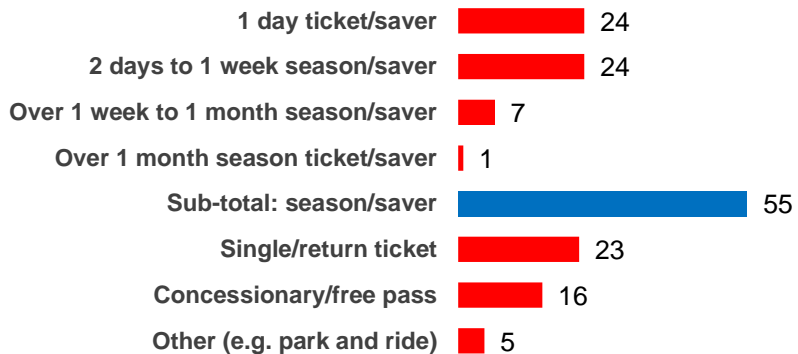 1 day ticket/saver 24
2 days to 1 week season/saver 24
Over 1 week to 1 month season/saver 7
Over 1 month season ticket/saver 1
Sub-total: season/saver 55
Single/return ticket 23
Concessionary/free pass 16
Other (e.g. park and ride) 5